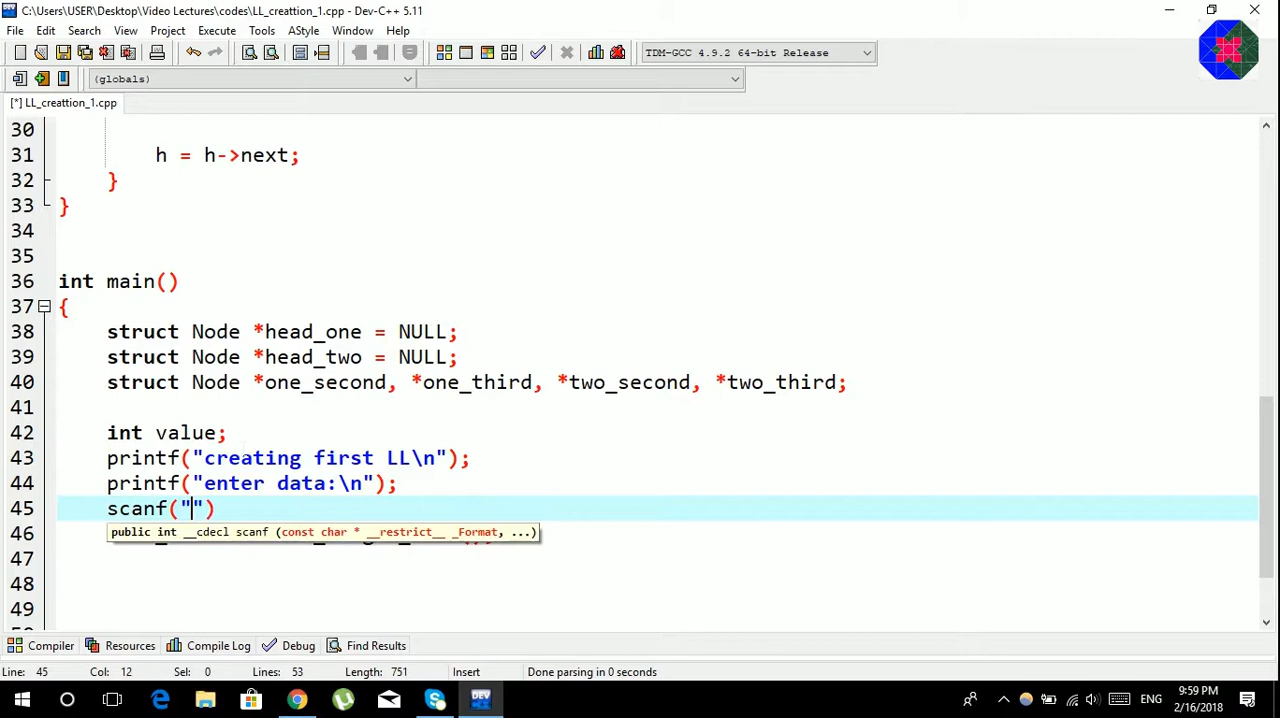 C:\Users\USER\Desktop\Video Lectures\codes\LL_creattion_1.cpp - Dev-C++ 5.11
File Edit Search View Project Execute Tools AStyle Window Help
TDM-GCC 4.9.2 64-bit Release
(globals)
[*] LL_creattion_1.cpp
30
31 h = h->next;
32 }
33 }
34
35
36 int main()
37 {
38 struct Node *head_one = NULL;
39 struct Node *head_two = NULL;
40 struct Node *one_second, *one_third, *two_second, *two_third;
41
42 int value;
43 printf("creating first LL\n");
44 printf("enter data:\n");
45 scanf("")
public int __cdecl scanf (const char * __restrict__ _Format, ...)
46
47
48
49
Compiler Resources Compile Log Debug Find Results
Line: 45 Col: 12 Sel: 0 Lines: 53 Length: 751 Insert Done parsing in 0 seconds
ENG
9:59 PM
2/16/2018